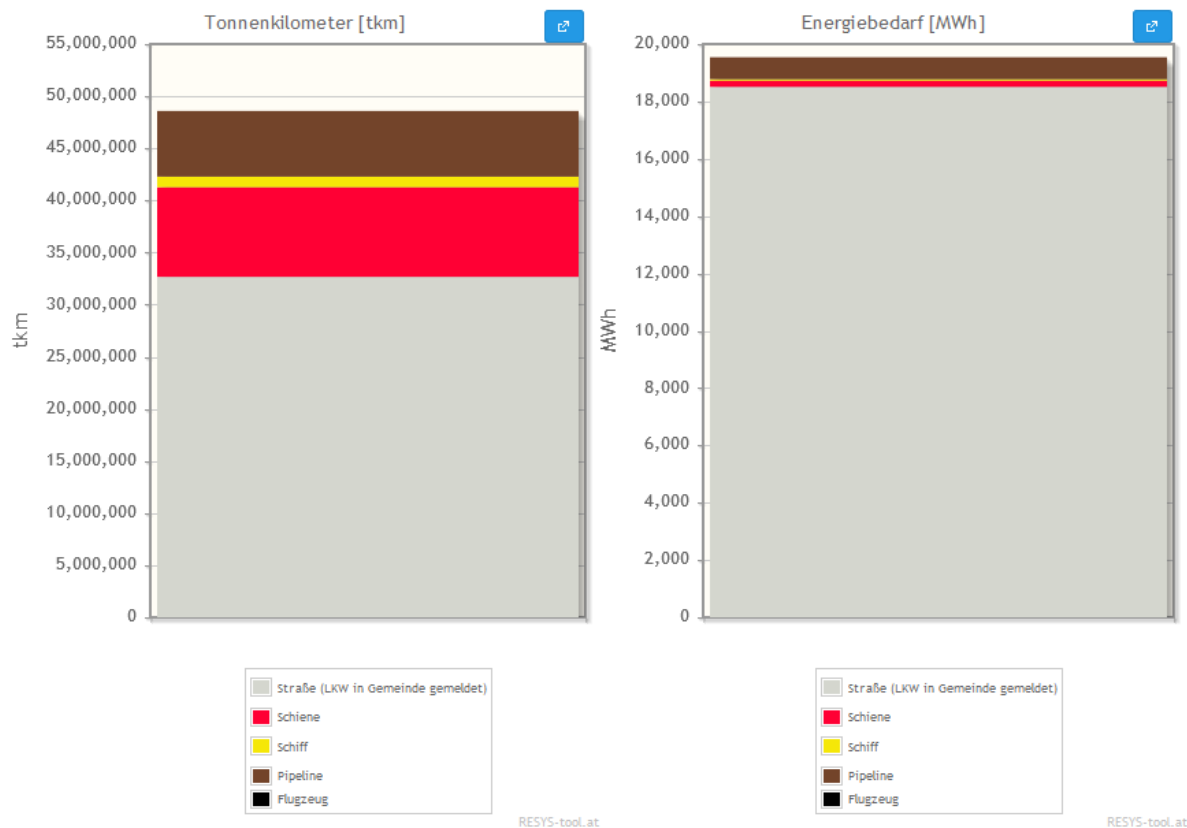 Tonnenkilometer [tkm]
55,000,000
50,000,000
45,000,000
40,000,000
35,000,000
30,000,000
25,000,000
20,000,000
15,000,000
10,000,000
5,000,000
0
tkm
Straße (LKW in Gemeinde gemeldet)
Schiene
Schiff
Pipeline
Flugzeug
RESYS-tool.at
Energiebedarf [MWh]
20,000
18,000
16,000
14,000
12,000
10,000
8,000
6,000
4,000
2,000
0
MWh
Straße (LKW in Gemeinde gemeldet)
Schiene
Schiff
Pipeline
Flugzeug
RESYS-tool.at